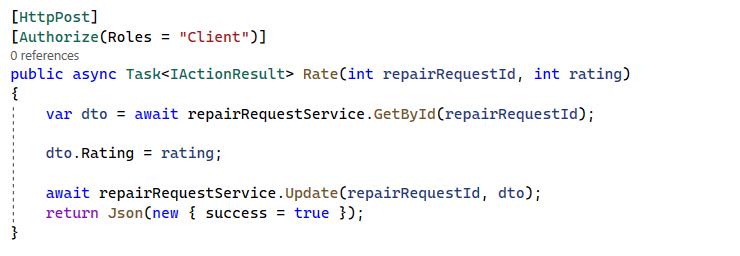 [HttpPost]
[Authorize(Roles = "Client")]
0 references
public async Task<IActionResult> Rate(int repairRequestId, int rating)
{
    var dto = await repairRequestService.GetById(repairRequestId);
    dto.Rating = rating;
    await repairRequestService.Update(repairRequestId, dto);
    return Json(new { success = true });
}